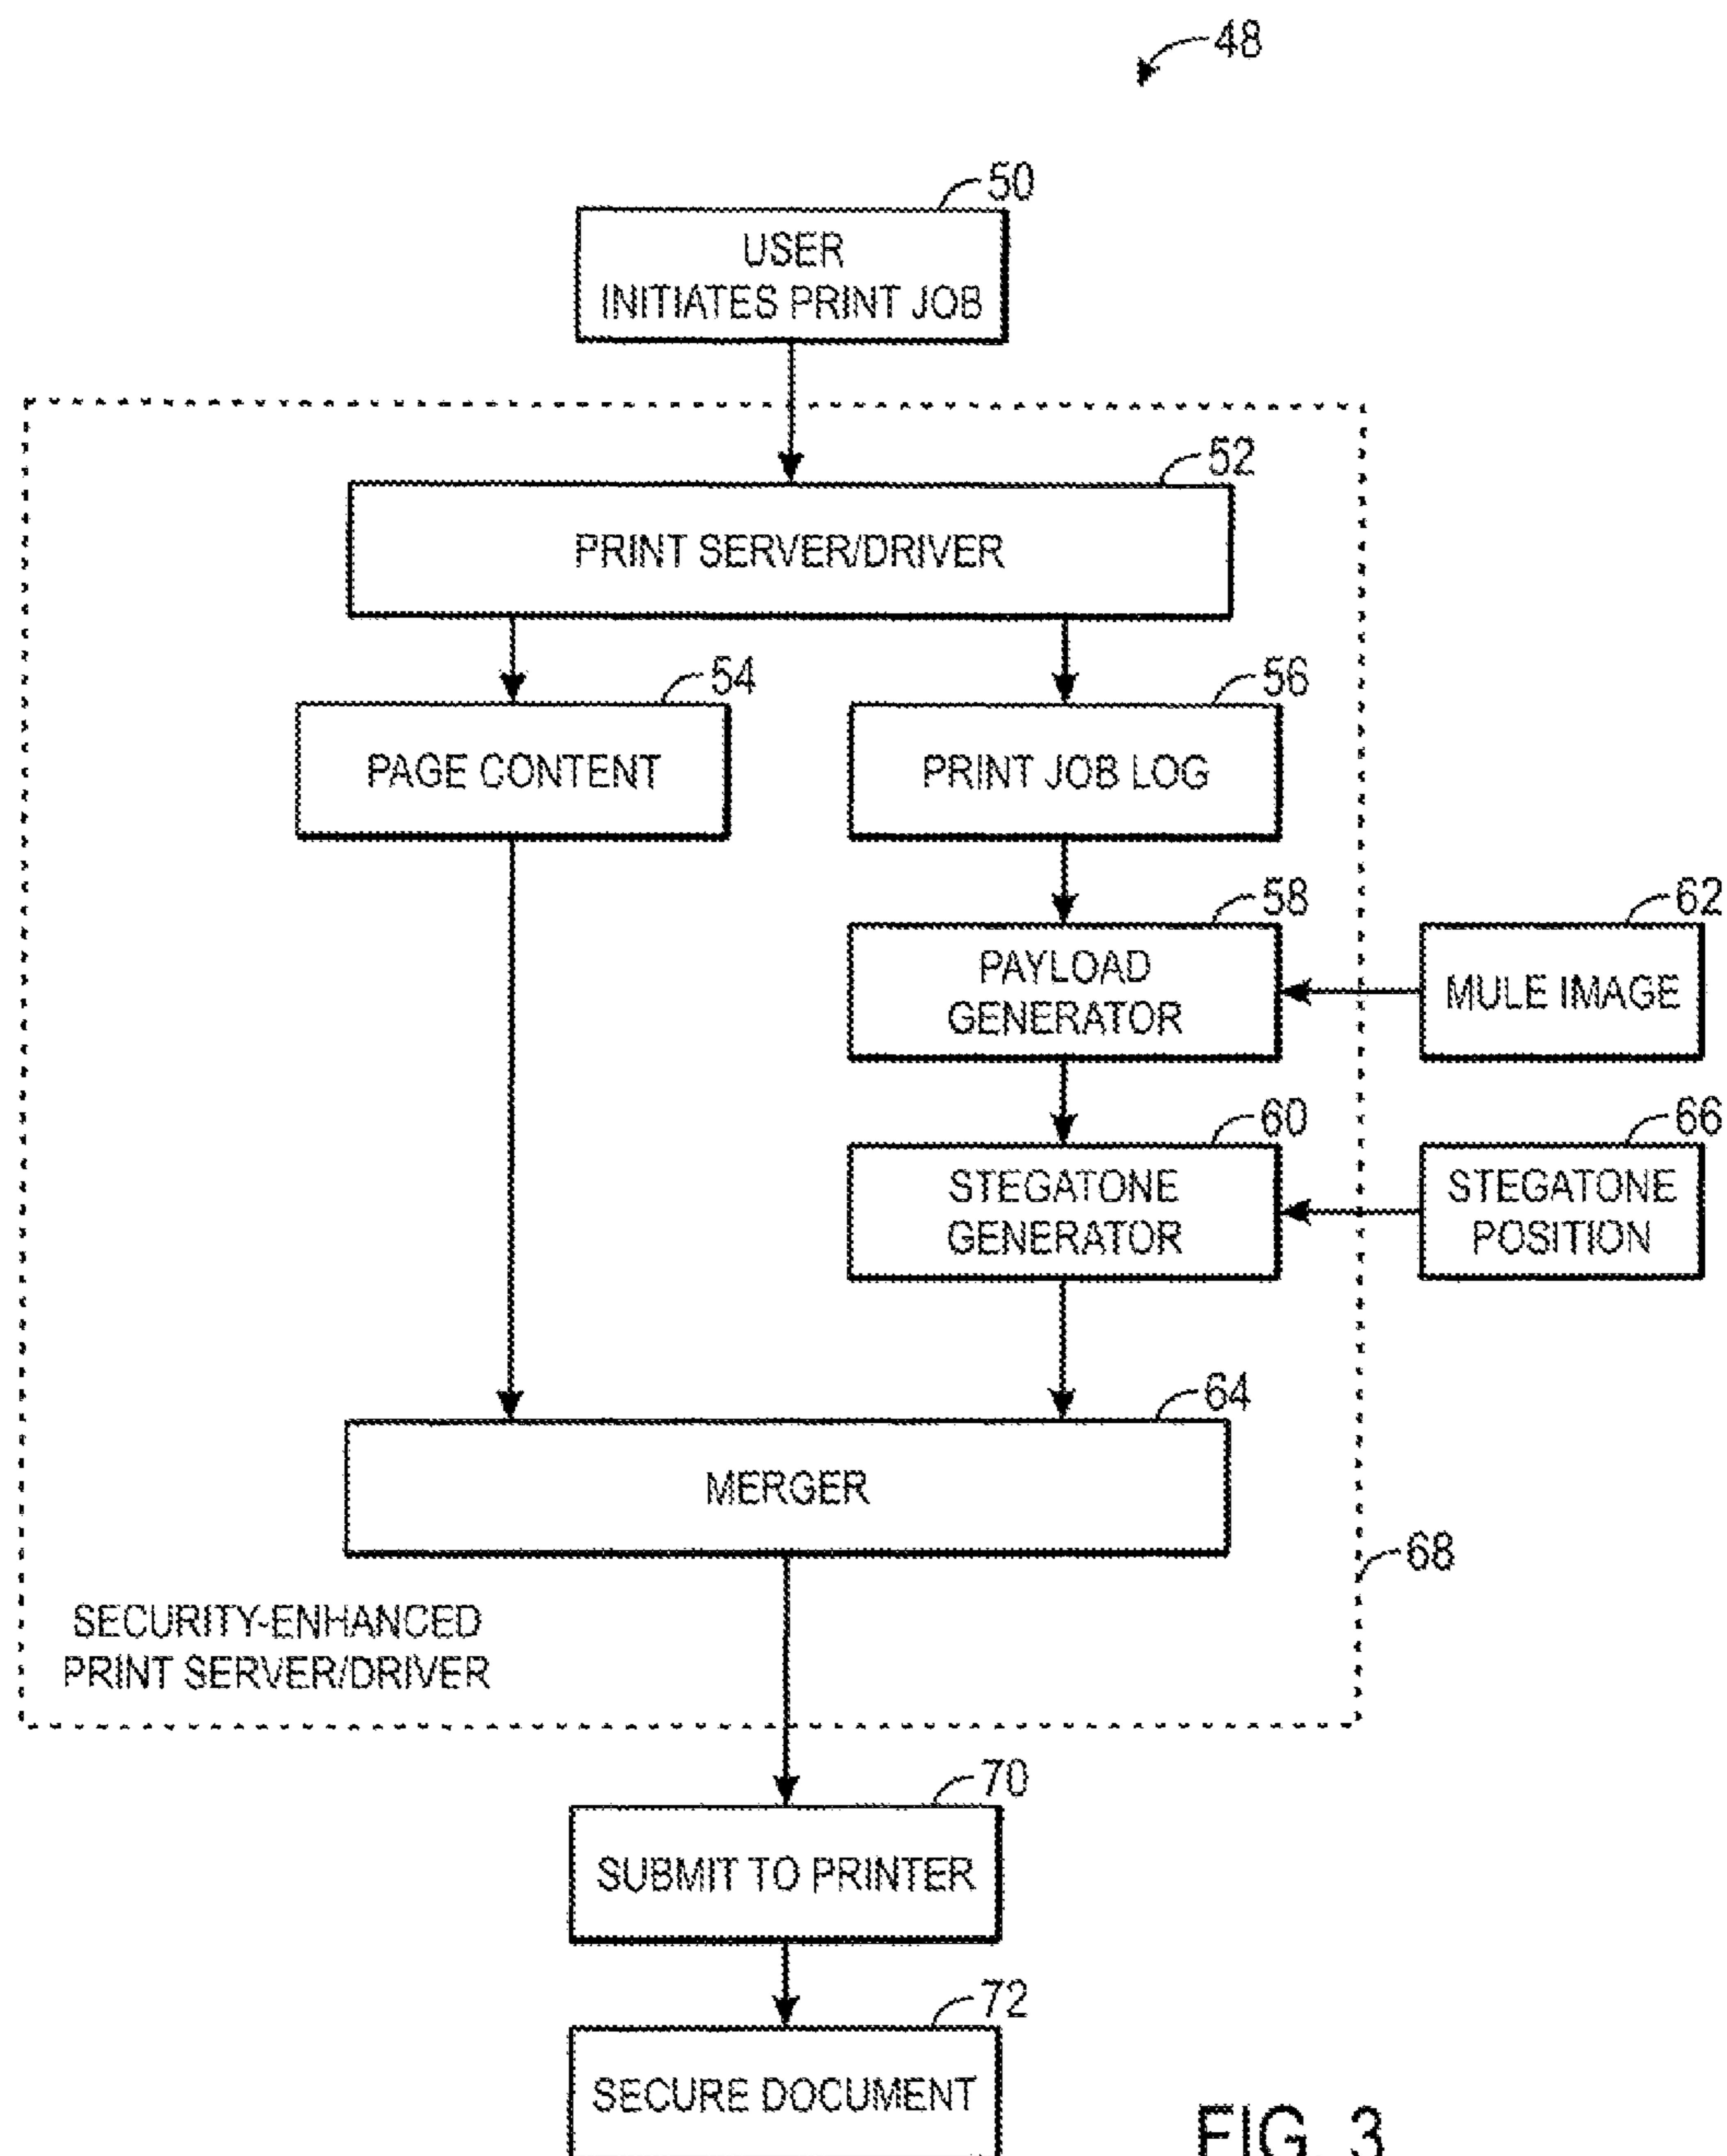 48
50
USER
INITIATES PRINT JOB
52
PRINT SERVER/DRIVER
54
56
PAGE CONTENT
PRINT JOB LOG
58
62
PAYLOAD
GENERATOR
MULE IMAGE
60
66
STEGATONE
GENERATOR
STEGATONE
POSITION
64
MERGER
68
SECURITY-ENHANCED
PRINT SERVER/DRIVER
70
SUBMIT TO PRINTER
72
SECURE DOCUMENT
FIG. 3